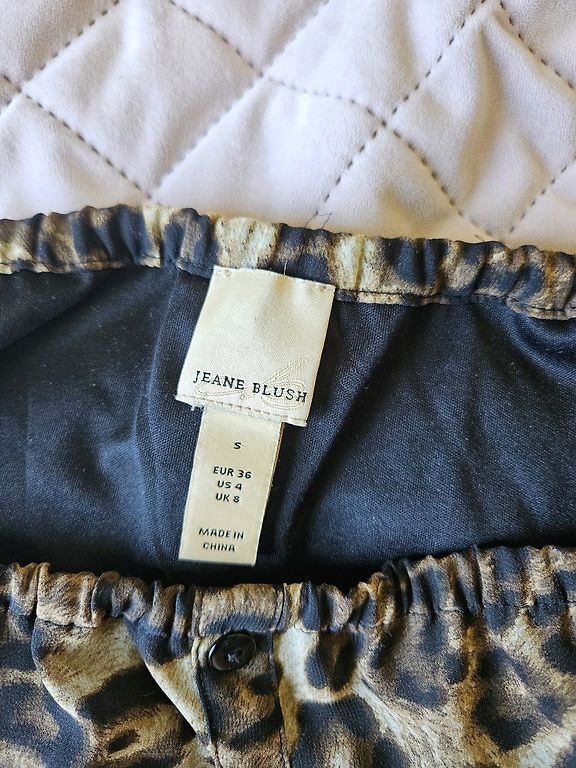 JEANE BLUSH
S
EUR 36
US 4
UK 8
MADE IN
CHINA